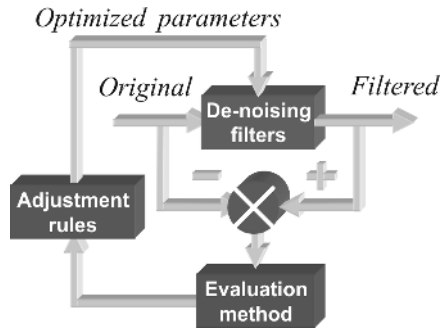 Optimized parameters
Original
Filtered
De-noising
filters
−
+
Adjustment
rules
Evaluation
method